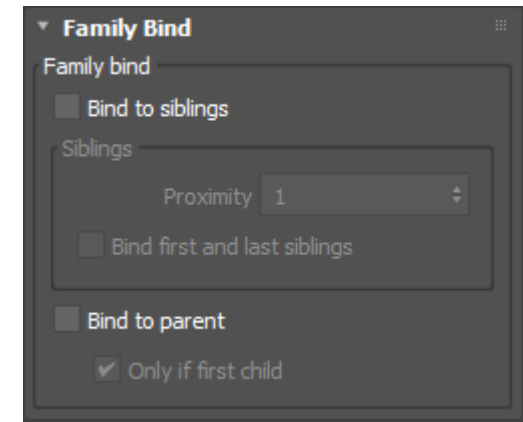 Family Bind
Family bind
Bind to siblings
Siblings
Proximity 1
Bind first and last siblings
Bind to parent
Only if first child